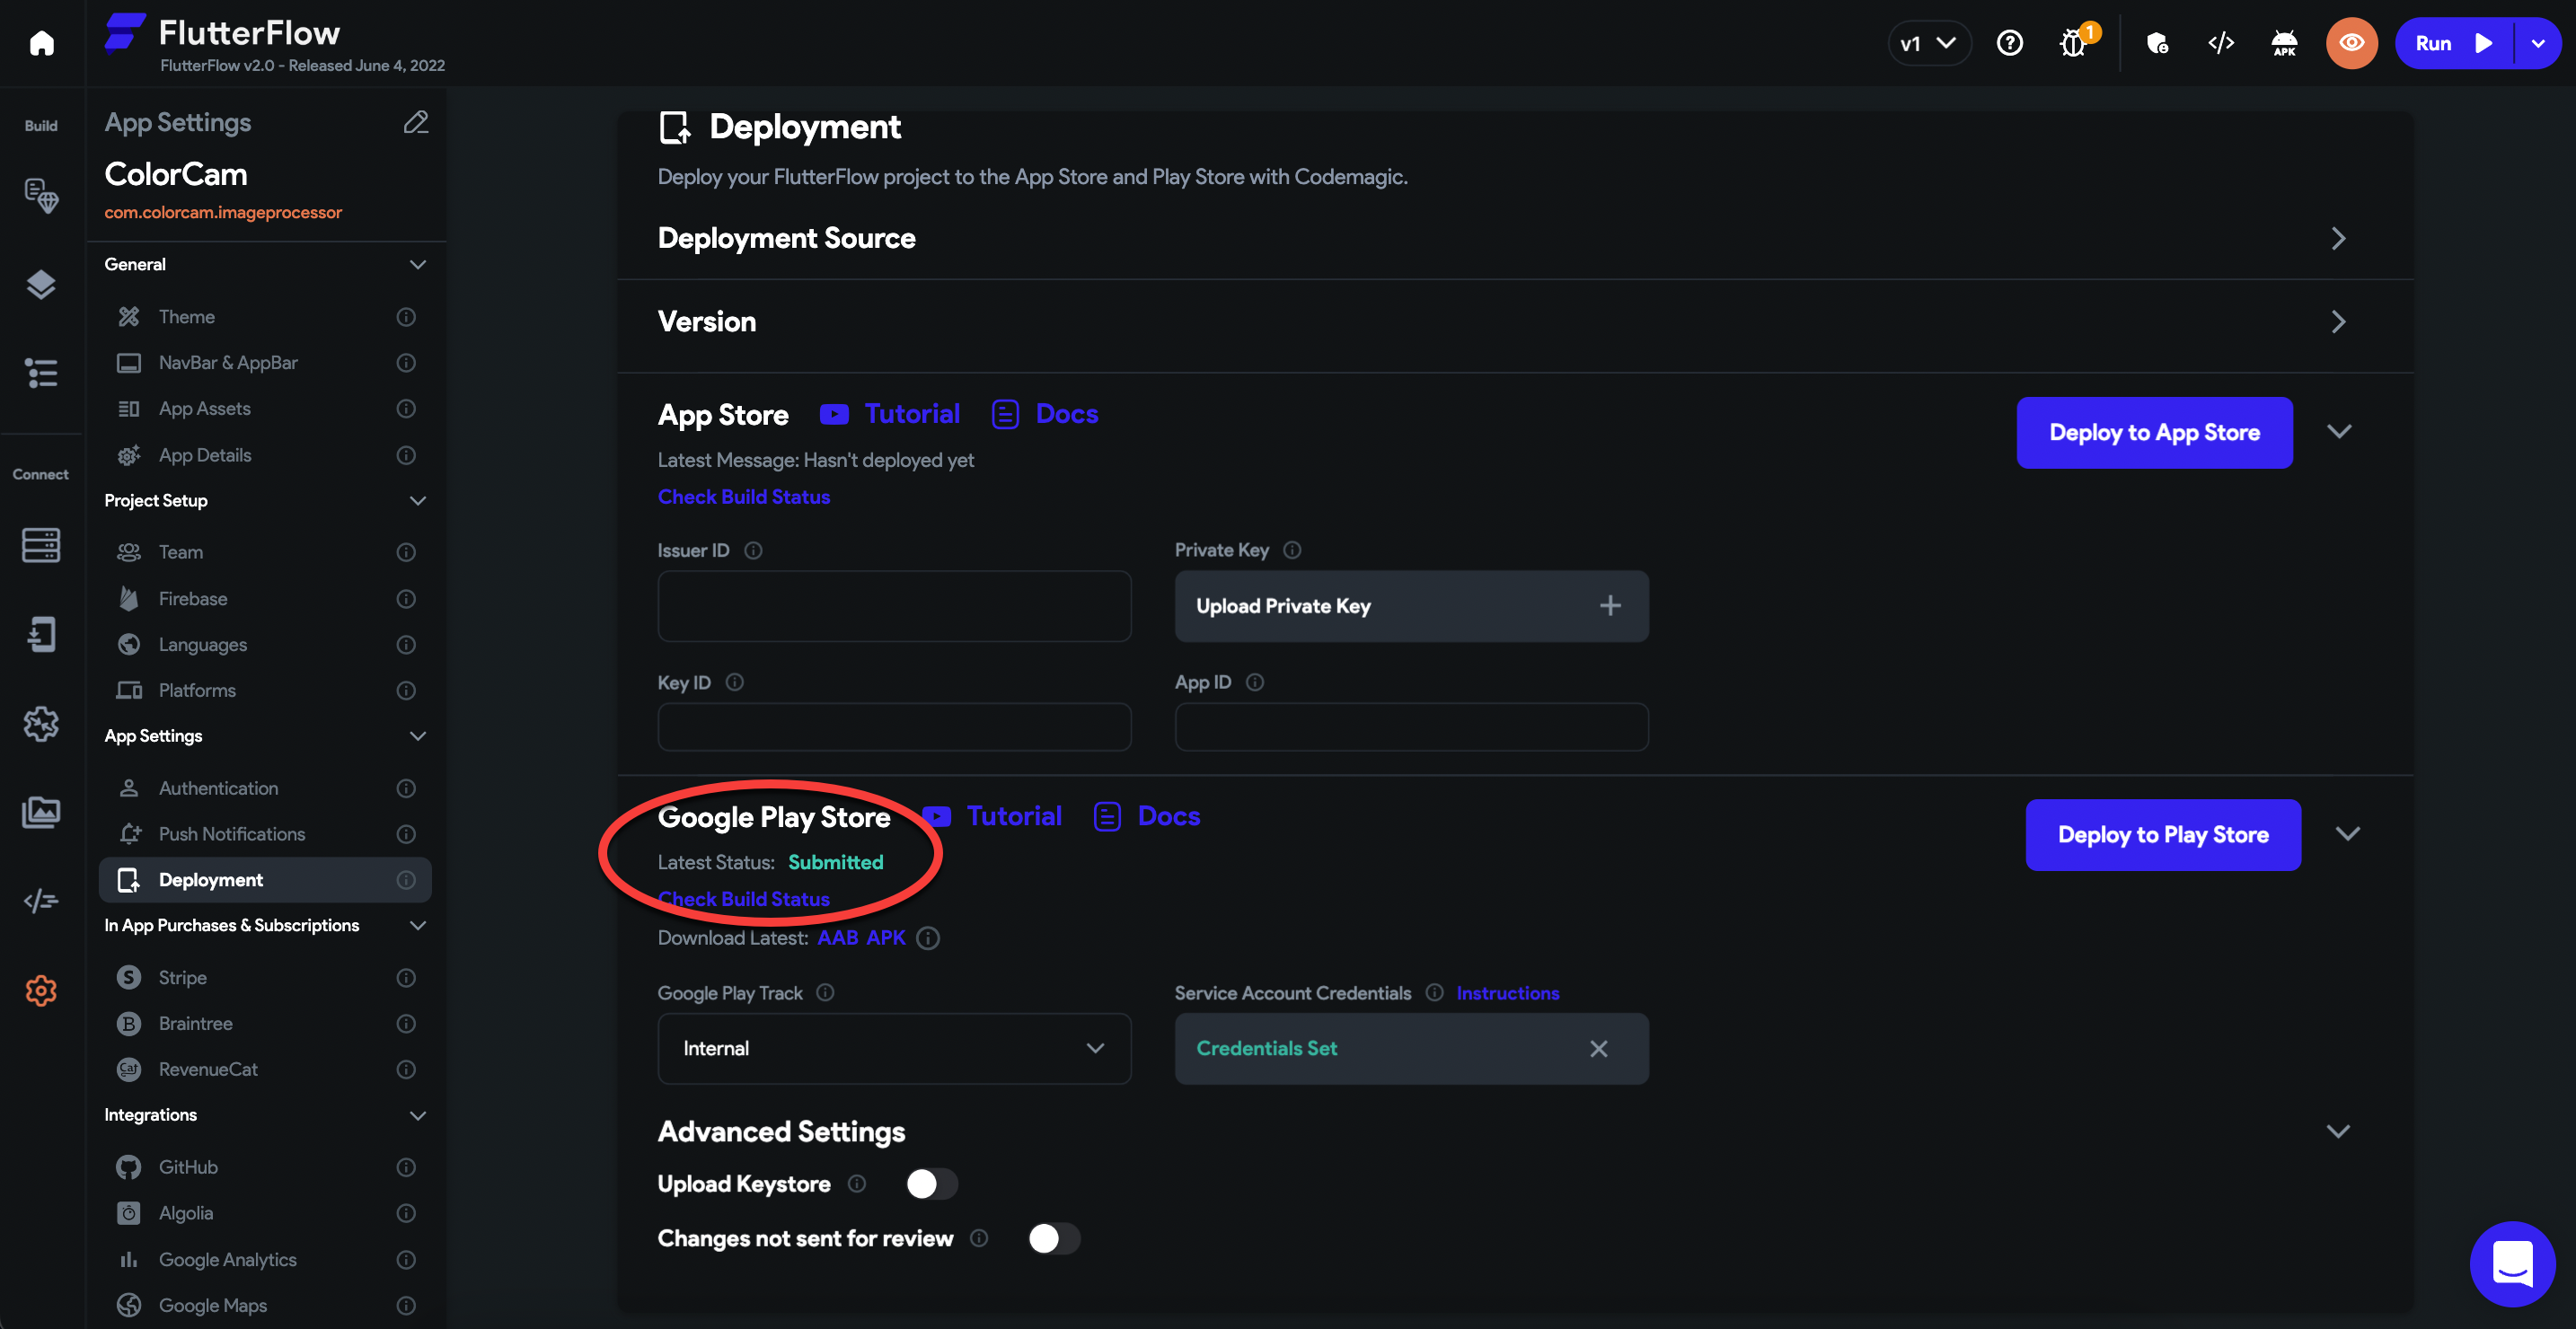 FlutterFlow
FlutterFlow v2.0 - Released June 4, 2022
v1
1
APK
Run
Build
Connect
App Settings
ColorCam
com.colorcam.imageprocessor
General
Theme
NavBar & AppBar
App Assets
App Details
Project Setup
Team
Firebase
Languages
Platforms
App Settings
Authentication
Push Notifications
Deployment
In App Purchases & Subscriptions
Stripe
Braintree
RevenueCat
Integrations
GitHub
Algolia
Google Analytics
Google Maps
Deployment
Deploy your FlutterFlow project to the App Store and Play Store with Codemagic.
Deployment Source
Version
App Store Tutorial Docs
Deploy to App Store
Latest Message: Hasn't deployed yet
Check Build Status
Issuer ID
Private Key
Upload Private Key
Key ID
App ID
Google Play Store Tutorial Docs
Deploy to Play Store
Latest Status: Submitted
Check Build Status
Download Latest: AAB APK
Google Play Track
Service Account Credentials Instructions
Internal
Credentials Set
Advanced Settings
Upload Keystore
Changes not sent for review